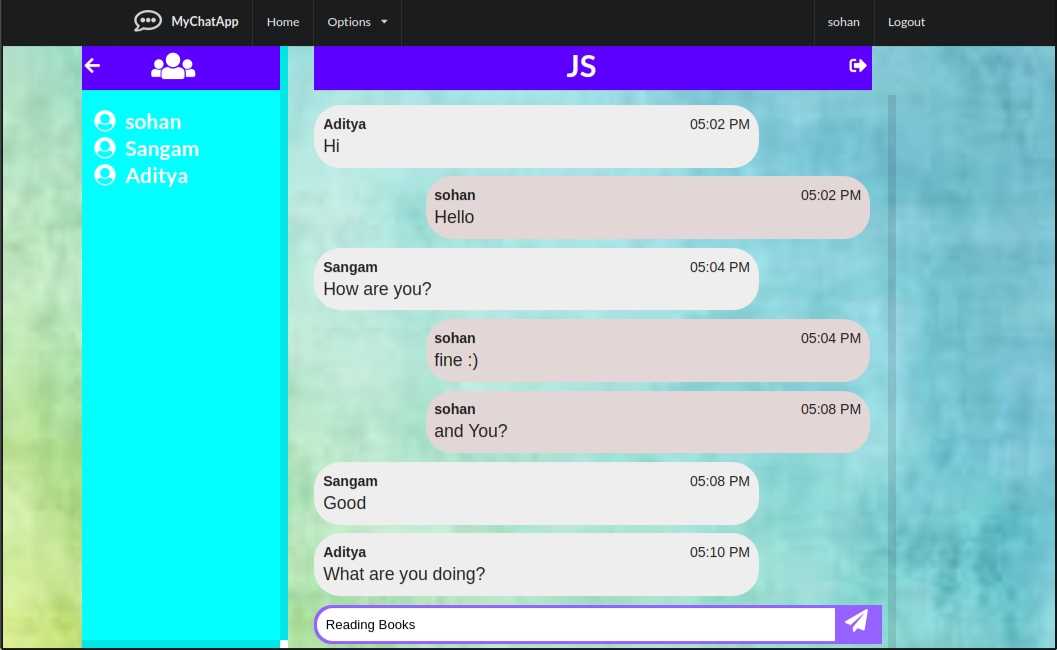 MyChatApp Home Options sohan Logout
JS
sohan
Sangam
Aditya
Aditya 05:02 PM
Hi
sohan 05:02 PM
Hello
Sangam 05:04 PM
How are you?
sohan 05:04 PM
fine :)
sohan 05:08 PM
and You?
Sangam 05:08 PM
Good
Aditya 05:10 PM
What are you doing?
Reading Books